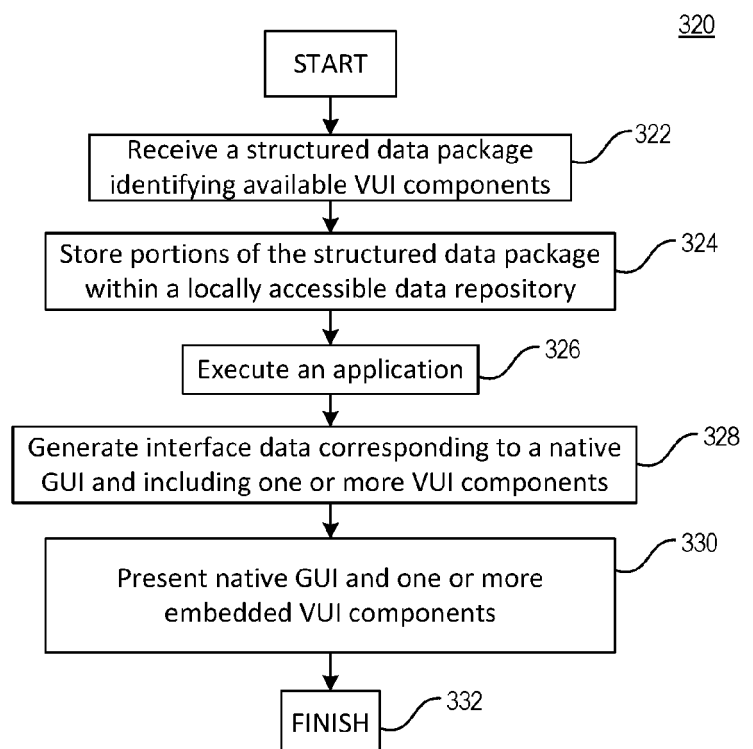 320
START
Receive a structured data package
identifying available VUI components
322
Store portions of the structured data package
within a locally accessible data repository
324
Execute an application
326
Generate interface data corresponding to a native
GUI and including one or more VUI components
328
Present native GUI and one or more
embedded VUI components
330
FINISH
332